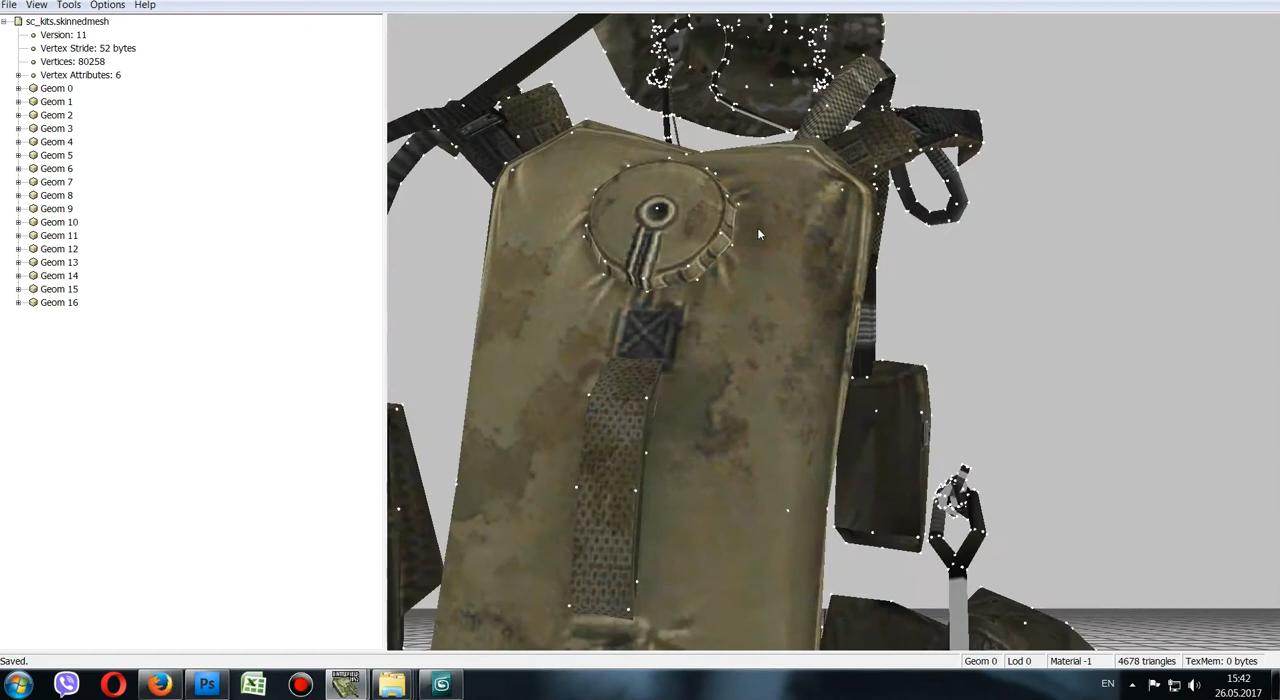 File View Tools Options Help
sc_kits.skinnedmesh
Version: 11
Vertex Stride: 52 bytes
Vertices: 80258
Vertex Attributes: 6
Geom 0
Geom 1
Geom 2
Geom 3
Geom 4
Geom 5
Geom 6
Geom 7
Geom 8
Geom 9
Geom 10
Geom 11
Geom 12
Geom 13
Geom 14
Geom 15
Geom 16
Saved.
Geom 0 Lod 0 Material -1 4678 triangles TexMem: 0 bytes
Ps
EN
15:42
26.05.2017